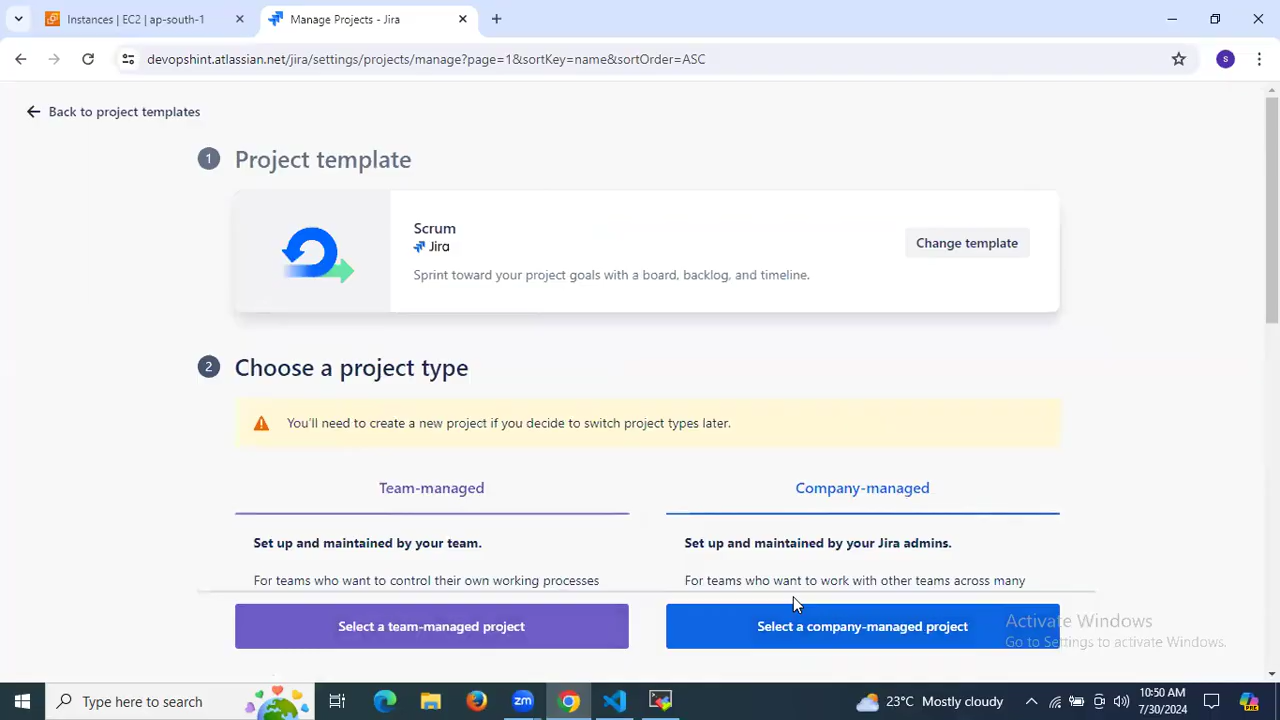 Instances | EC2 | ap-south-1
Manage Projects - Jira
devopshint.atlassian.net/jira/settings/projects/manage?page=1&sortKey=name&sortOrder=ASC
s
Back to project templates
1 Project template
Scrum
Jira
Sprint toward your project goals with a board, backlog, and timeline.
Change template
2 Choose a project type
You'll need to create a new project if you decide to switch project types later.
Team-managed
Company-managed
Set up and maintained by your team.
Set up and maintained by your Jira admins.
For teams who want to control their own working processes
For teams who want to work with other teams across many
Select a team-managed project
Select a company-managed project
Activate Windows
Go to Settings to activate Windows.
Type here to search
zm
23°C Mostly cloudy
10:50 AM
7/30/2024
PRE